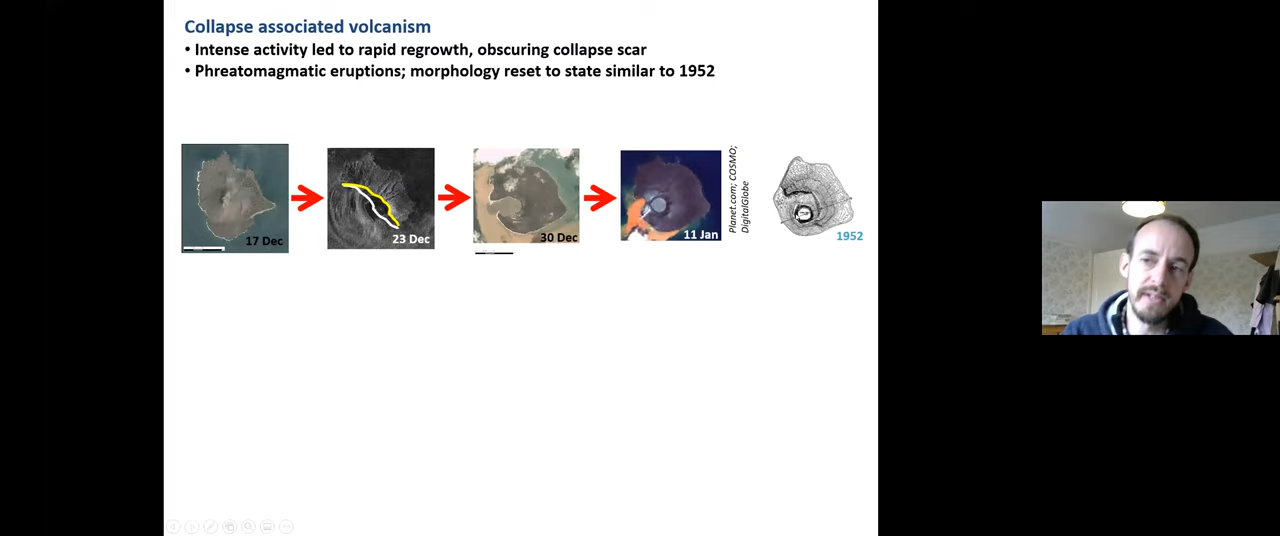 Collapse associated volcanism
• Intense activity led to rapid regrowth, obscuring collapse scar
• Phreatomagmatic eruptions; morphology reset to state similar to 1952
17 Dec
23 Dec
30 Dec
11 Jan
Planet.com; COSMO;
DigitalGlobe
1952